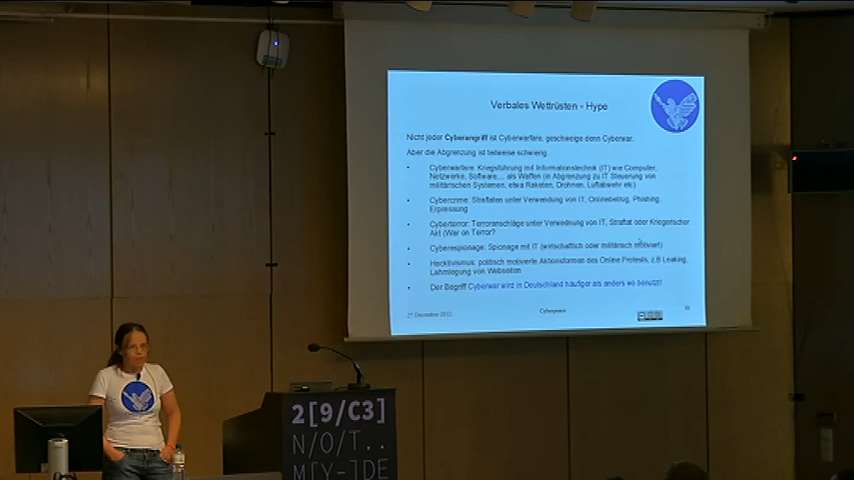 Verbales Wettrüsten - Hype
Nicht jeder Cyberangriff ist Cyberwarfare, geschweige denn Cyberwar.
Aber die Abgrenzung ist teilweise schwierig.
• Cyberwarfare: Kriegsführung mit Informationstechnik (IT) wie Computer,
Netzwerke, Software... als Waffen (in Abgrenzung zu IT Steuerung von
militärischen Systemen, etwa Raketen, Drohnen, Luftabwehr etc)
• Cybercrime: Straftaten unter Verwendung von IT, Onlinebetrug, Phishing,
Erpressung
• Cyberterror: Terroranschläge unter Verwendung von IT, Straftat oder Kriegerischer
Akt (War on Terror?
• Cyberespionage: Spionage mit IT (wirtschaftlich oder militärisch motiviert)
• Hacktivismus: politisch motivierte Aktionsformen des Online Protests, z.B Leaking,
Lahmlegung von Webseiten
• Der Begriff Cyberwar wird in Deutschland häufiger als anders wo benutzt!
27 December 2012
Cyberpeace
2[9/C3]
N/O/T..
M[Y-]DE